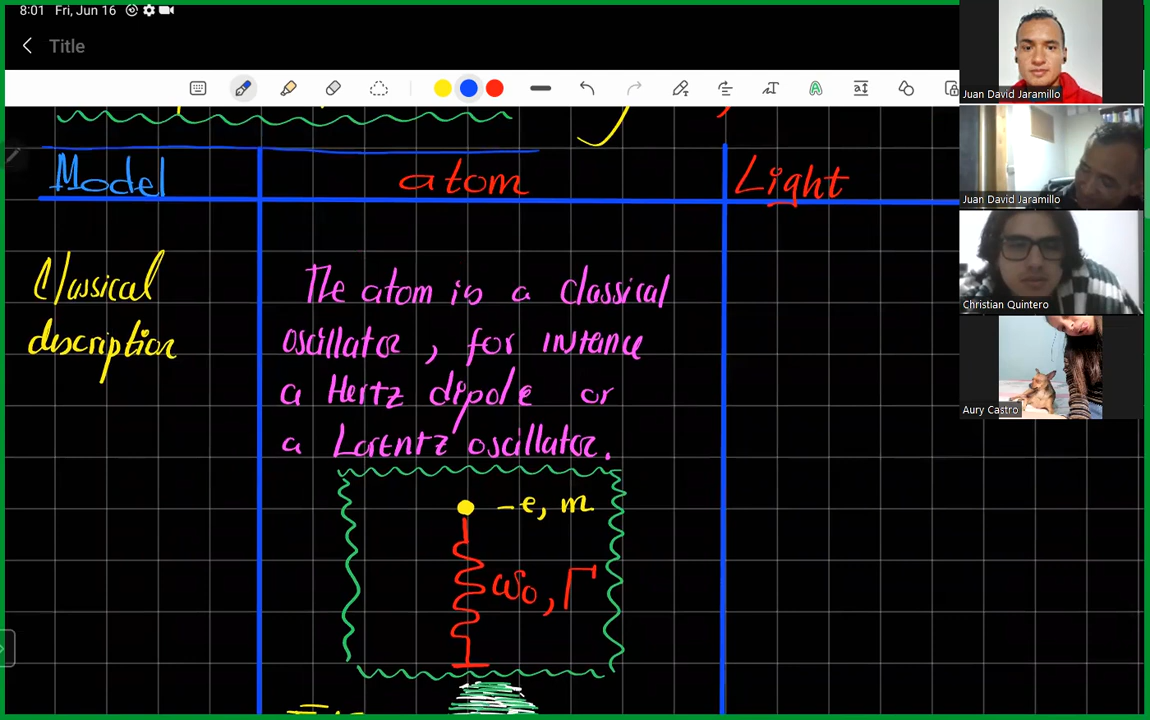 8:01 Fri, Jun 16
Title
Juan David Jaramillo
Juan David Jaramillo
Christian Quintero
Aury Castro
Model
atom
Light
Classical
description
The atom is a classical
oscillator, for instance
a Hertz dipole or
a Lorentz oscillator.
-e, m
ω₀, Γ